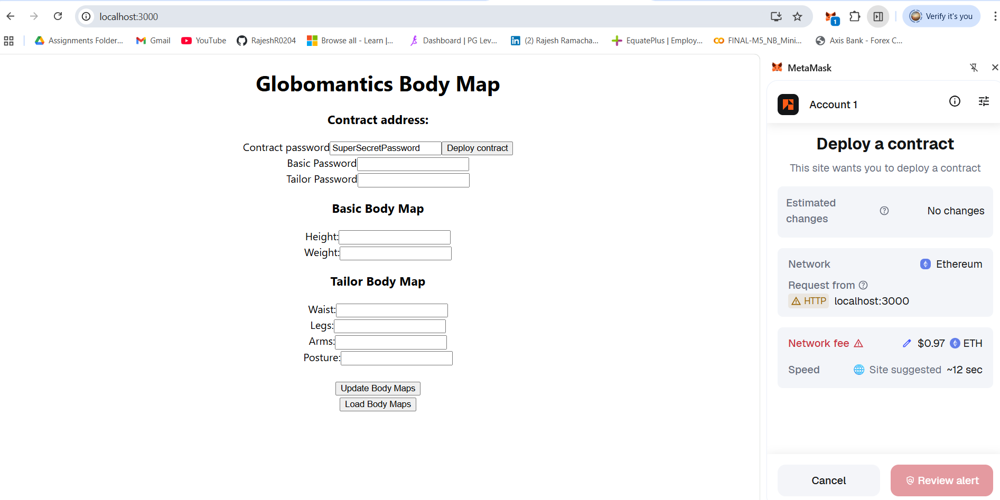 localhost:3000
1
Verify it's you
Assignments Folder...
Gmail
YouTube
RajeshR0204
Browse all - Learn |...
Dashboard | PG Lev...
in
(2) Rajesh Ramacha...
EquatePlus | Employ...
FINAL-M5_NB_Mini...
Axis Bank - Forex C...
Globomantics Body Map
Contract address:
Contract password SuperSecretPassword Deploy contract
Basic Password
Tailor Password
Basic Body Map
Height:
Weight:
Tailor Body Map
Waist:
Legs:
Arms:
Posture:
Update Body Maps
Load Body Maps
MetaMask
Account 1
Deploy a contract
This site wants you to deploy a contract
Estimated
changes
No changes
Network Ethereum
Request from
HTTP localhost:3000
Network fee $0.97 ETH
Speed Site suggested ~12 sec
Cancel
Review alert